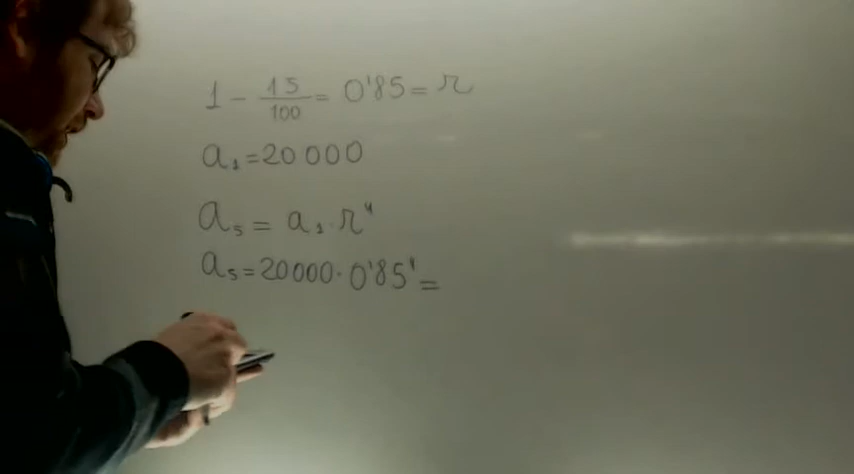 1 - 15/100 = 0'85 = r
a₁ = 20 000
a₅ = a₁ · r⁴
a₅ = 20000 · 0'85⁴ =